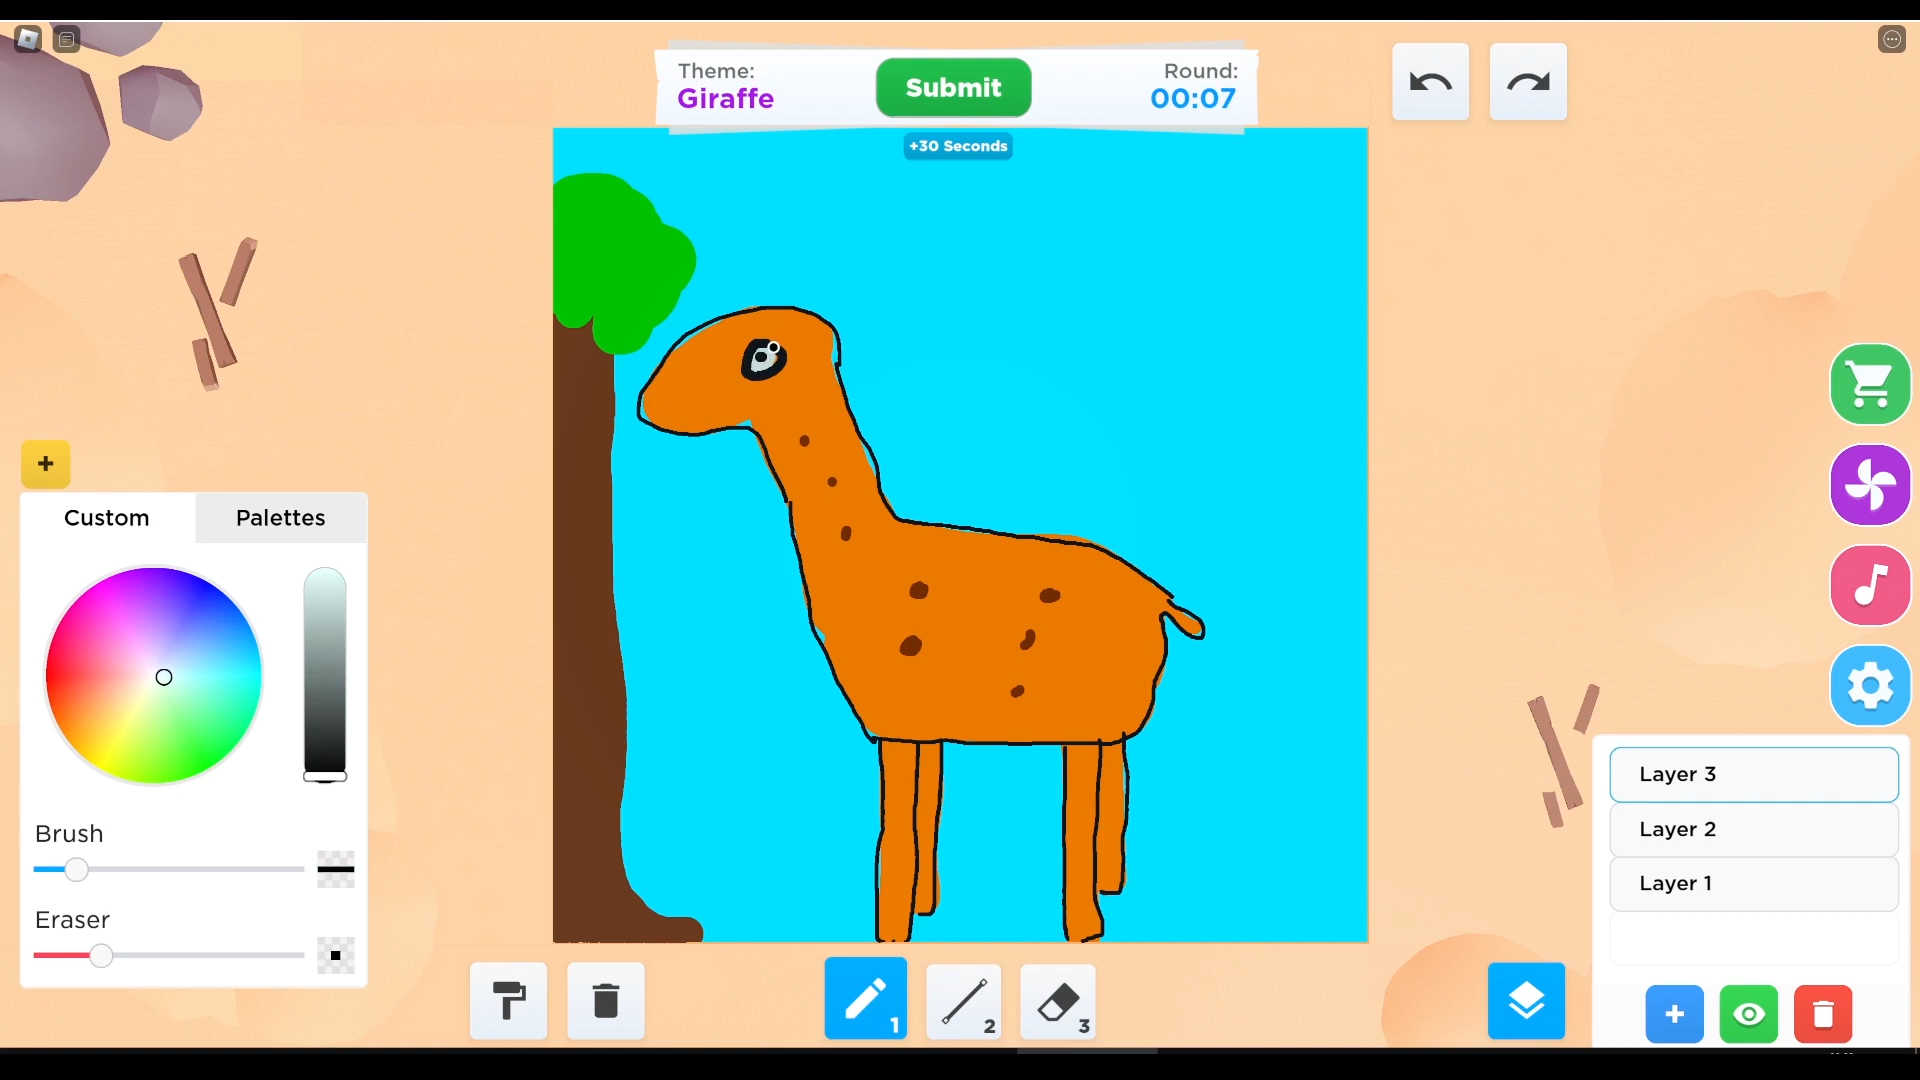 Theme:
Giraffe
Submit
Round:
00:07
+30 Seconds
+
Custom
Palettes
Brush
Eraser
1
2
3
Layer 3
Layer 2
Layer 1
+